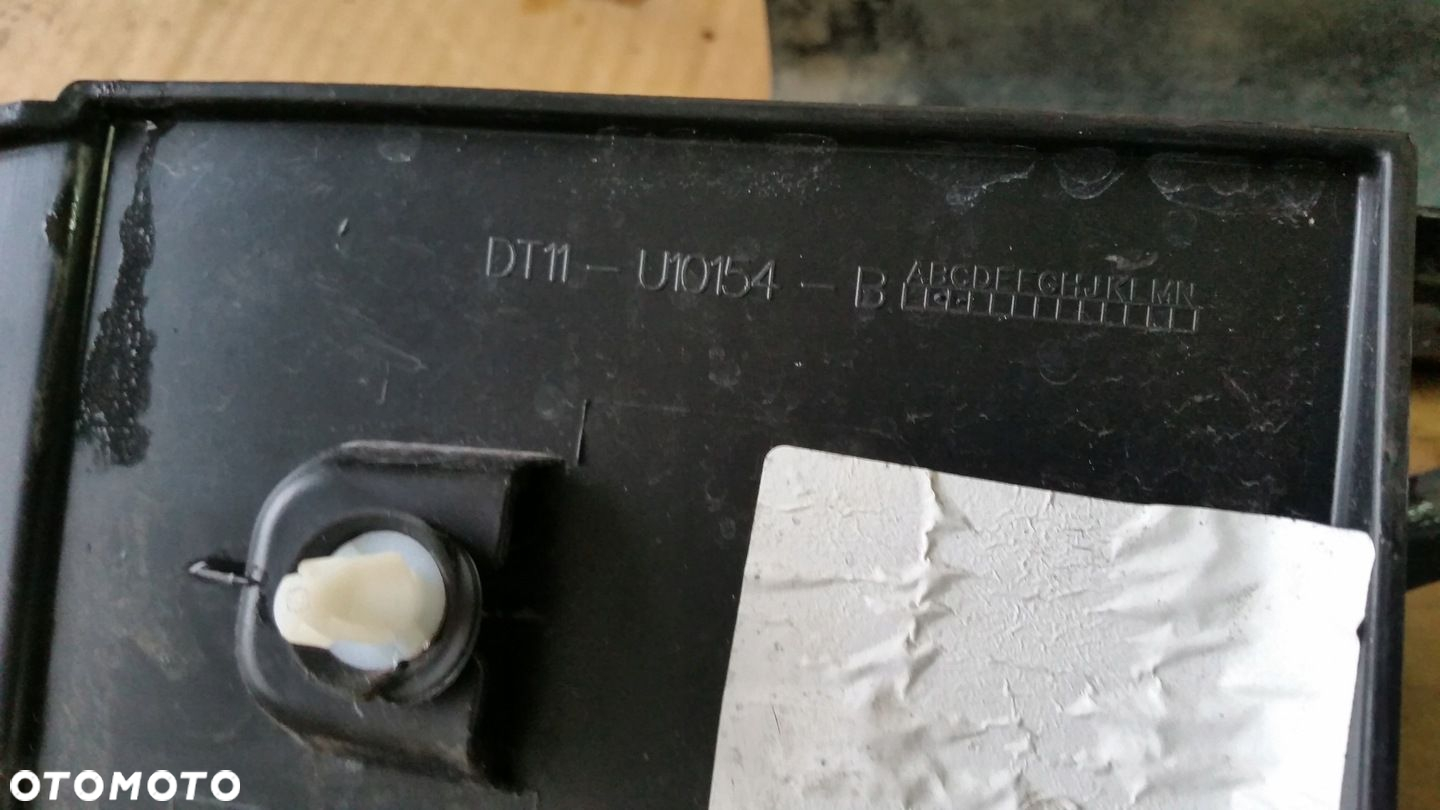 DT11 - U10154 - B ABCDEFGHJKLMN
OTOMOTO